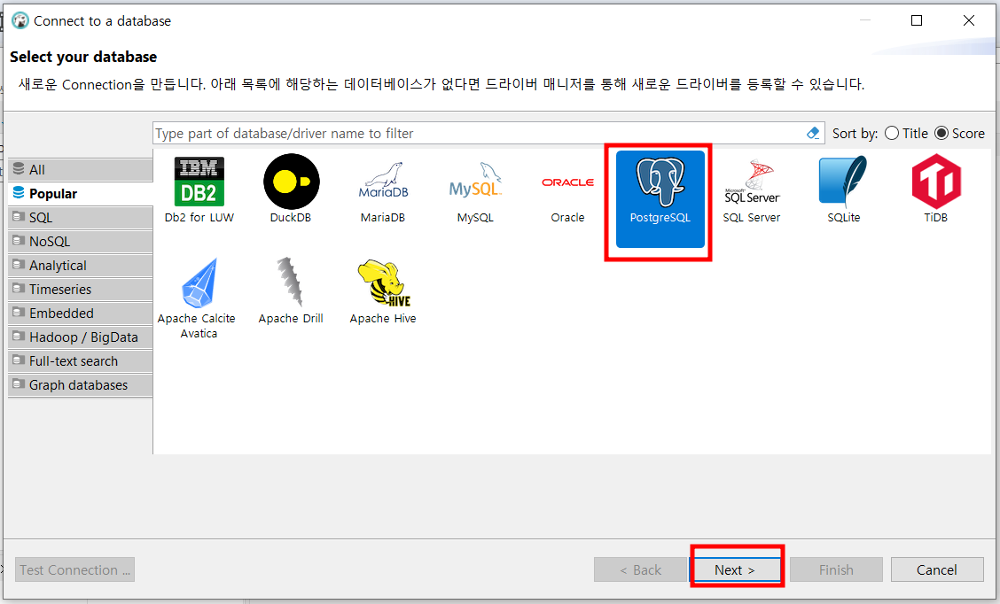 Connect to a database
Select your database
새로운 Connection을 만듭니다. 아래 목록에 해당하는 데이터베이스가 없다면 드라이버 매니저를 통해 새로운 드라이버를 등록할 수 있습니다.
Type part of database/driver name to filter
Sort by: Title Score
All
Popular
SQL
NoSQL
Analytical
Timeseries
Embedded
Hadoop / BigData
Full-text search
Graph databases
IBM
DB2
Db2 for LUW
DuckDB
MariaDB
MariaDB
MySQL
MySQL
ORACLE
Oracle
PostgreSQL
Microsoft
SQL Server
SQL Server
SQLite
TiDB
Apache Calcite
Avatica
Apache Drill
HIVE
Apache Hive
Test Connection ...
< Back
Next >
Finish
Cancel